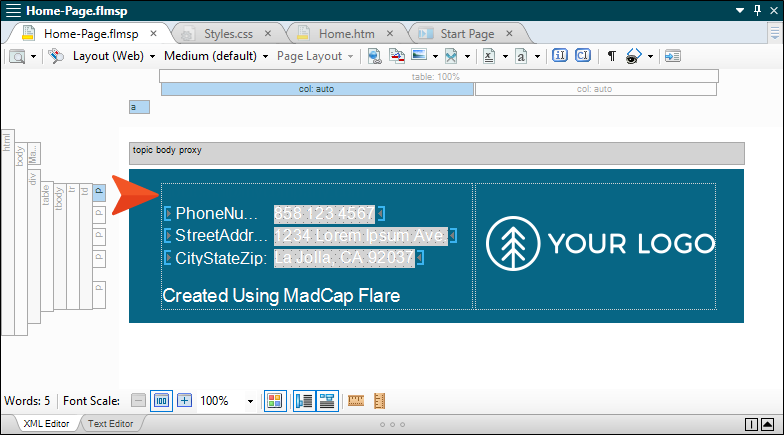 Home-Page.flmsp
Home-Page.flmsp
Styles.css
Home.htm
Start Page
Layout (Web)
Medium (default)
Page Layout
table: 100%
col: auto
col: auto
a
html
body
Ma...
div
table
tbody
tr
td
p
p
p
p
p
topic body proxy
PhoneNu... 858.123.4567
StreetAddr... 1234 Lorem Ipsum Ave.
CityStateZip: La Jolla, CA 92037
Created Using MadCap Flare
YOUR LOGO
Words: 5
Font Scale:
100
100%
XML Editor
Text Editor